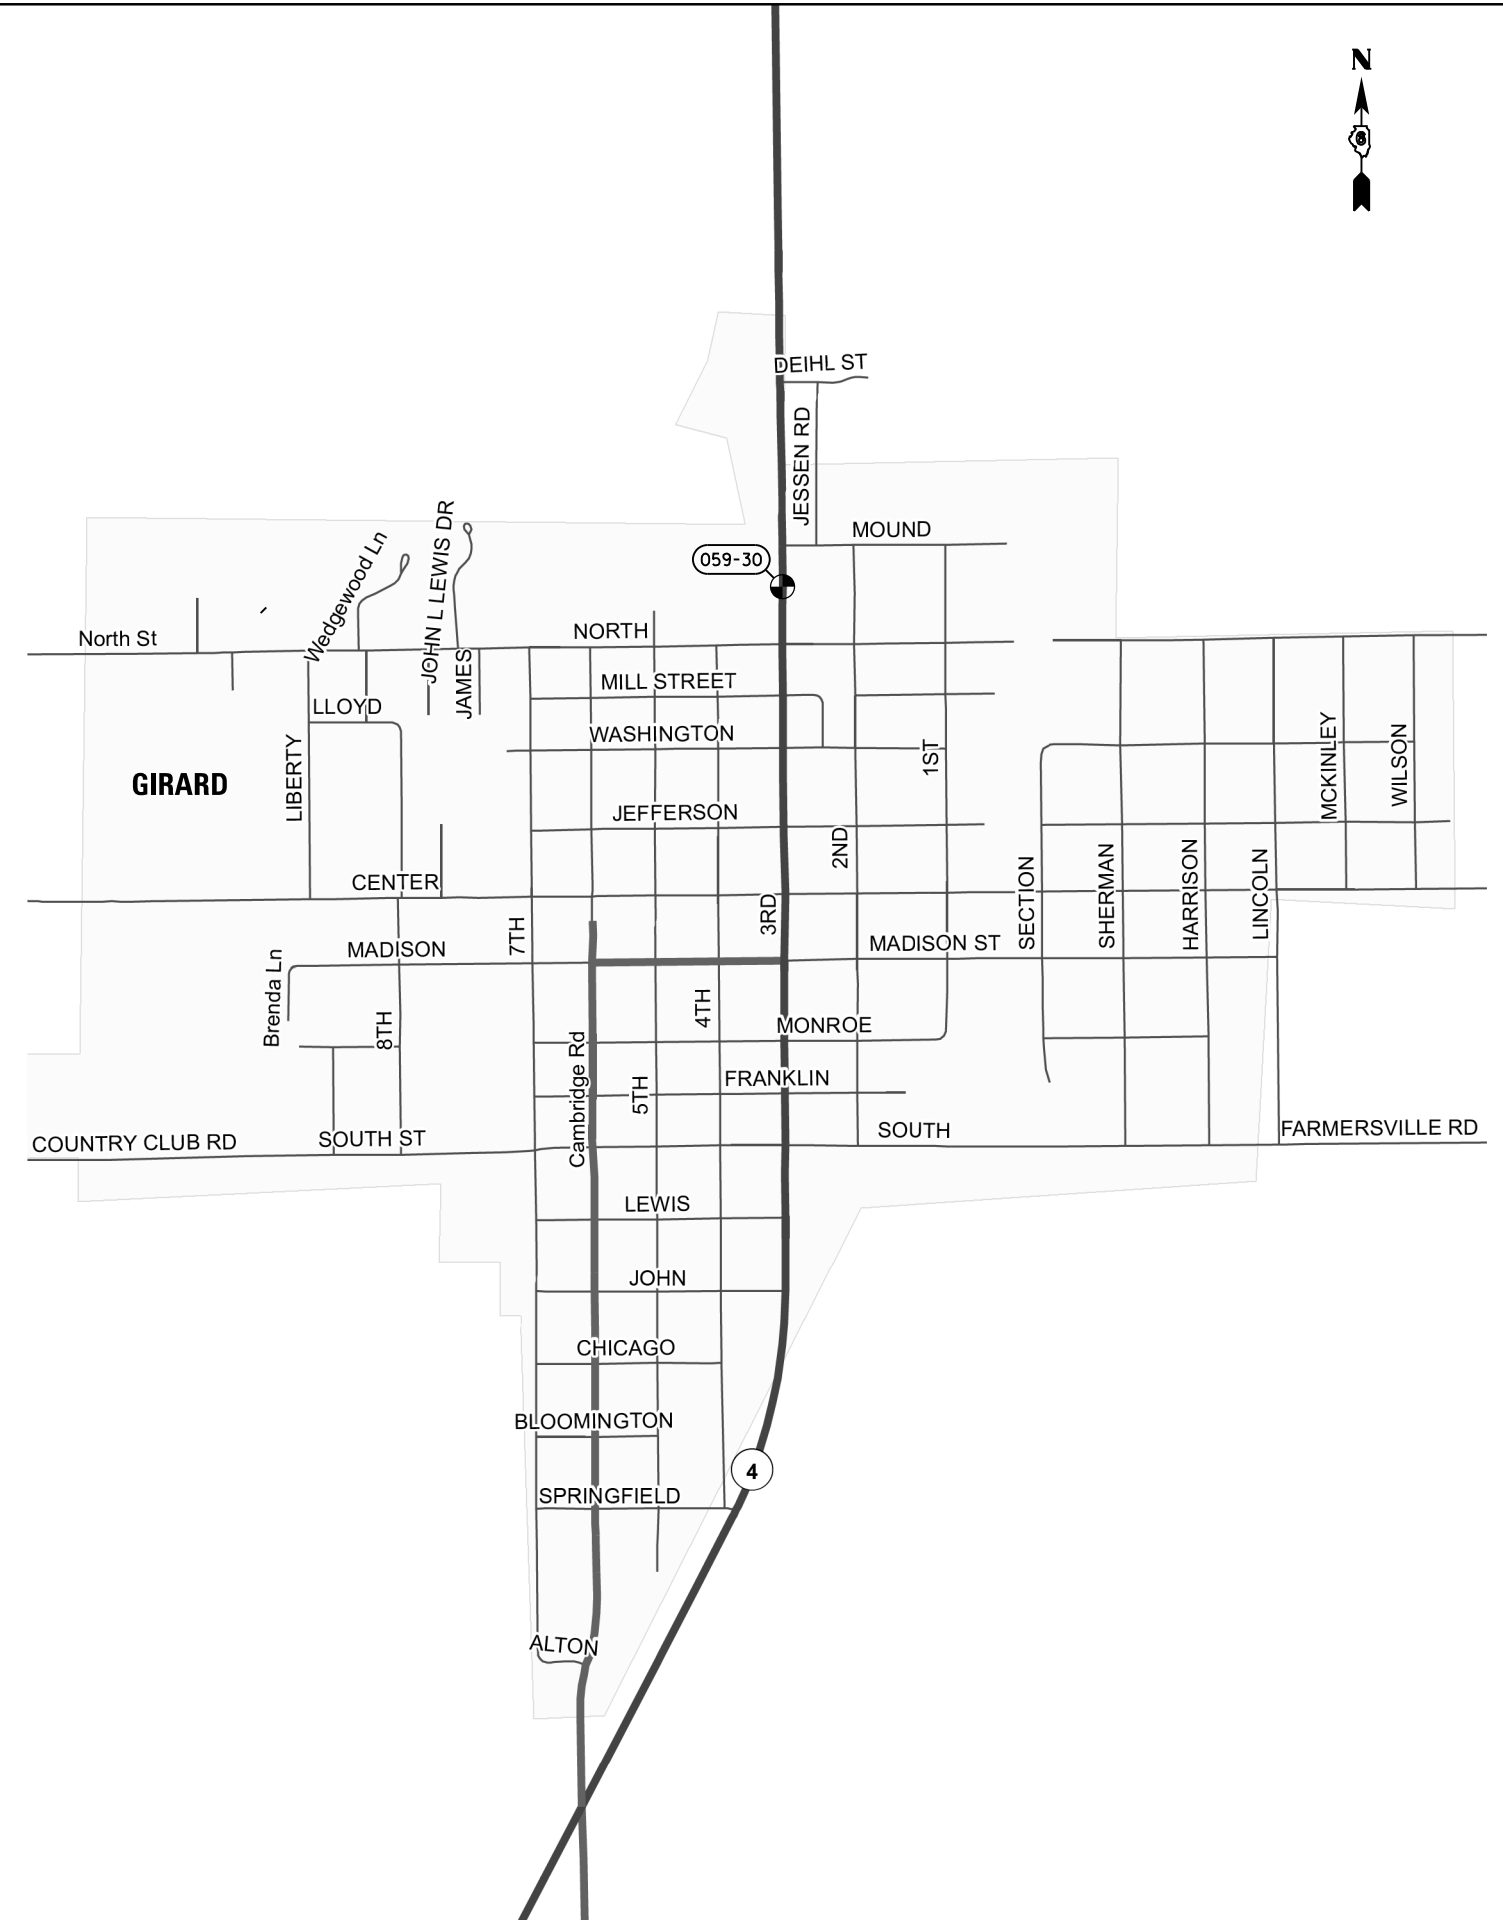 N
6
DEIHL ST
JESSEN RD
MOUND
059-30
Wedgewood Ln
JOHN L LEWIS DR
North St
NORTH
JAMES
MILL STREET
LLOYD
WASHINGTON
1ST
LIBERTY
GIRARD
MCKINLEY
WILSON
JEFFERSON
2ND
CENTER
3RD
SECTION
SHERMAN
HARRISON
LINCOLN
7TH
MADISON
MADISON ST
Brenda Ln
8TH
4TH
MONROE
Cambridge Rd
5TH
FRANKLIN
COUNTRY CLUB RD
SOUTH ST
SOUTH
FARMERSVILLE RD
LEWIS
JOHN
CHICAGO
BLOOMINGTON
4
SPRINGFIELD
ALTON